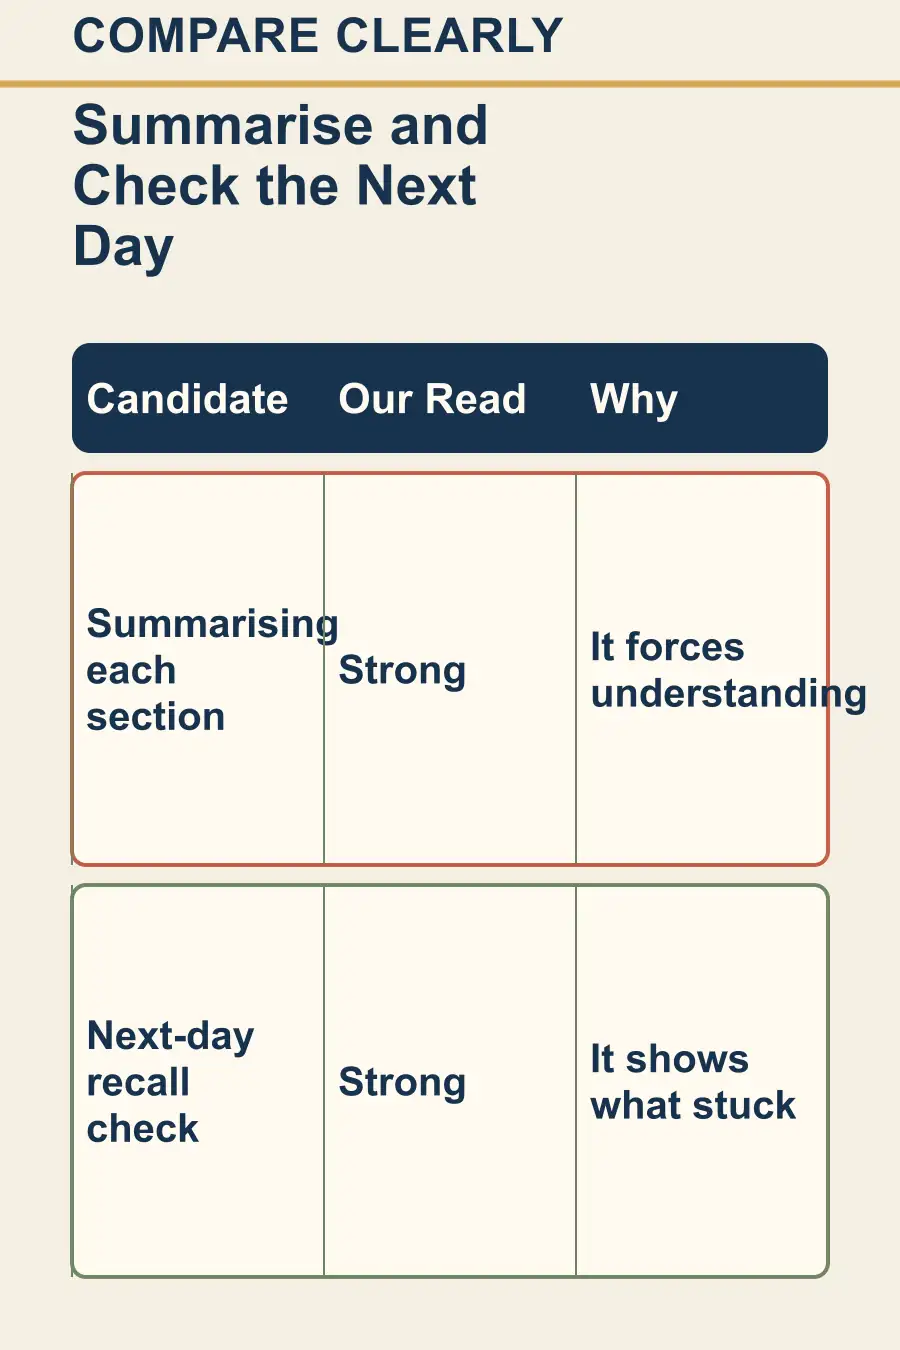 COMPARE CLEARLY
Summarise and
Check the Next
Day
Candidate Our Read Why
Summarising
each
section
Strong
It forces
understanding
Next-day
recall
check
Strong
It shows
what stuck